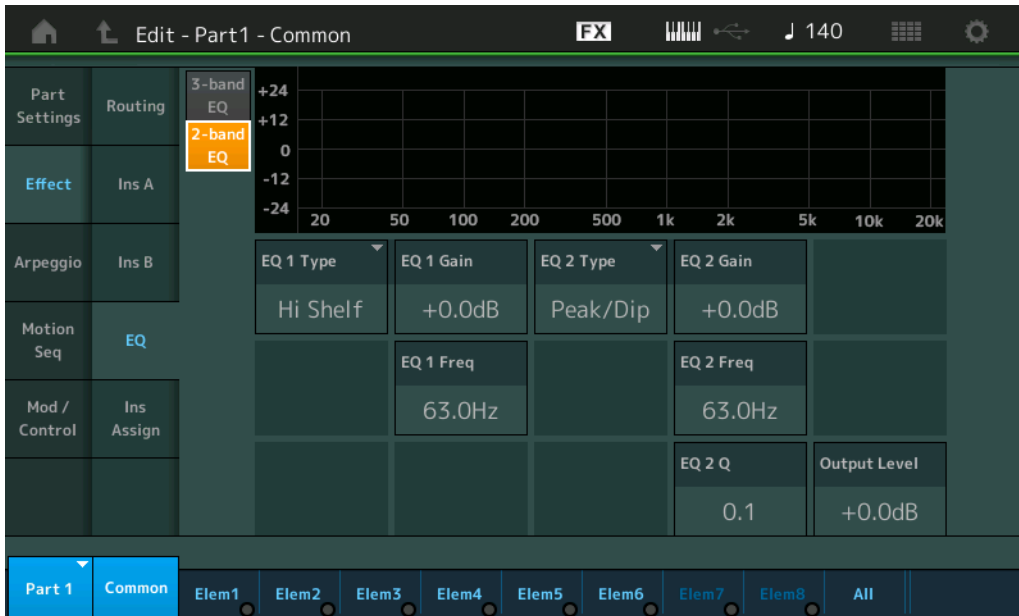 Edit - Part1 - Common FX 140
Part Settings
Effect
Arpeggio
Motion Seq
Mod / Control
Routing
Ins A
Ins B
EQ
Ins Assign
3-band EQ
2-band EQ
+24
+12
0
-12
-24
20 50 100 200 500 1k 2k 5k 10k 20k
EQ 1 Type
Hi Shelf
EQ 1 Gain
+0.0dB
EQ 2 Type
Peak/Dip
EQ 2 Gain
+0.0dB
EQ 1 Freq
63.0Hz
EQ 2 Freq
63.0Hz
EQ 2 Q
0.1
Output Level
+0.0dB
Part 1 Common Elem1 Elem2 Elem3 Elem4 Elem5 Elem6 Elem7 Elem8 All